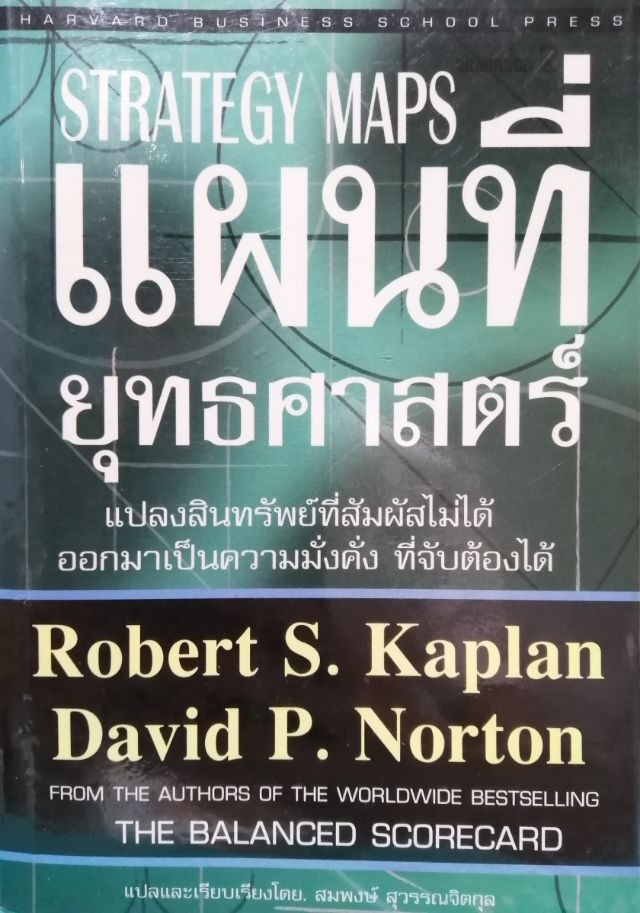 HARVARD BUSINESS SCHOOL PRESS
STRATEGY MAPS
แผนที่
ยุทธศาสตร์
แปลงสินทรัพย์ที่สัมผัสไม่ได้
ออกมาเป็นความมั่งคั่ง ที่จับต้องได้
Robert S. Kaplan
David P. Norton
FROM THE AUTHORS OF THE WORLDWIDE BESTSELLING
THE BALANCED SCORECARD
แปลและเรียบเรียงโดย. สมพงษ์ สุวรรณจิตกุล